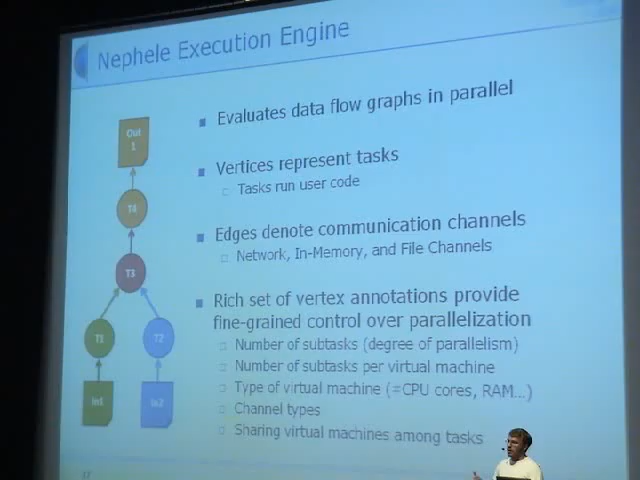 Nephele Execution Engine
Evaluates data flow graphs in parallel
Vertices represent tasks
Tasks run user code
Edges denote communication channels
Network, In-Memory, and File Channels
Rich set of vertex annotations provide
fine-grained control over parallelization
Number of subtasks (degree of parallelism)
Number of subtasks per virtual machine
Type of virtual machine (=CPU cores, RAM...)
Channel types
Sharing virtual machines among tasks
Out
1
T4
T3
T1 T2
In1 In2
17